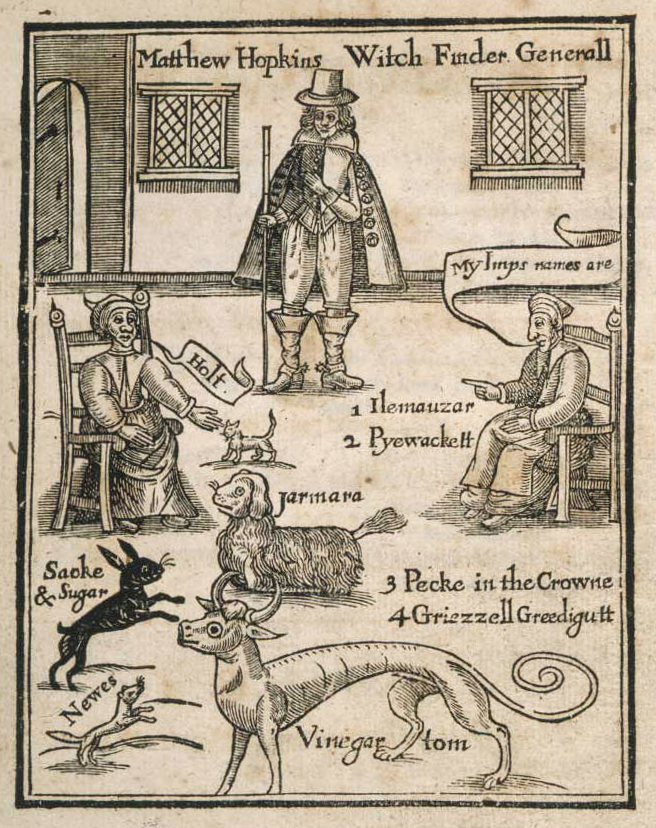 Matthew Hopkins Witch Finder Generall
My Imps names are
Holt
1 Ilemauzar
2 Pyewackett
Jarmara
Sacke
& Sugar
3 Pecke in the Crowne
4 Griezzell Greedigutt
Newes
Vinegar tom